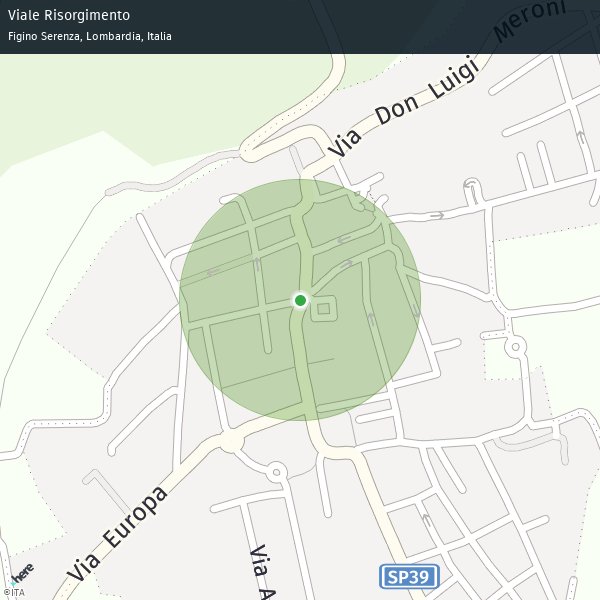 Viale Risorgimento
Figino Serenza, Lombardia, Italia
Via Don Luigi Meroni
Via Europa
Via A
SP39
here
©ITA